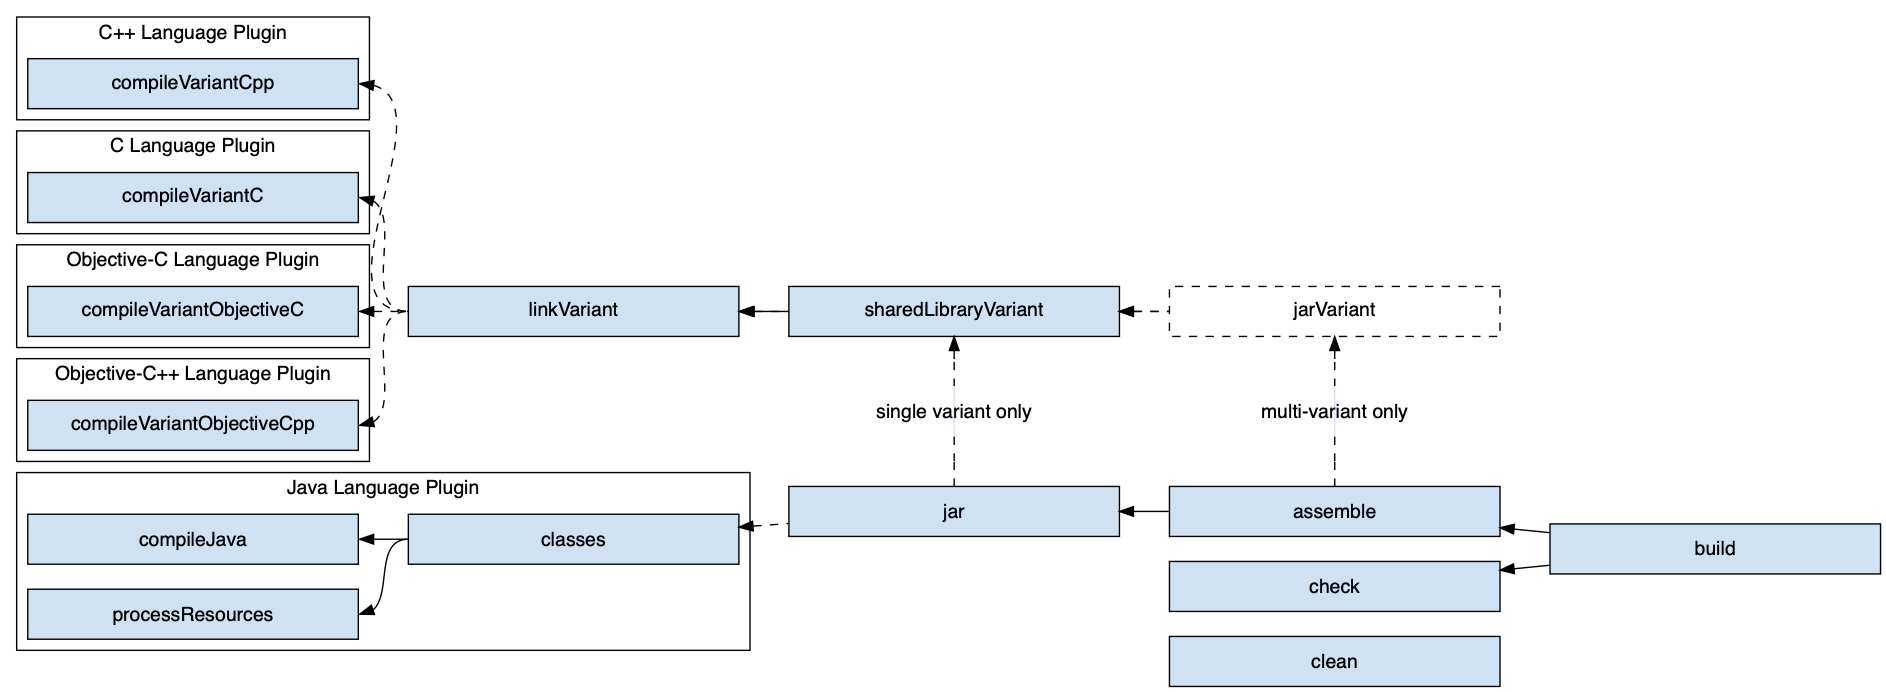 C++ Language Plugin
compileVariantCpp
C Language Plugin
compileVariantC
Objective-C Language Plugin
compileVariantObjectiveC
linkVariant
sharedLibraryVariant
jarVariant
Objective-C++ Language Plugin
compileVariantObjectiveCpp
single variant only
multi-variant only
Java Language Plugin
compileJava
classes
processResources
jar
assemble
build
check
clean